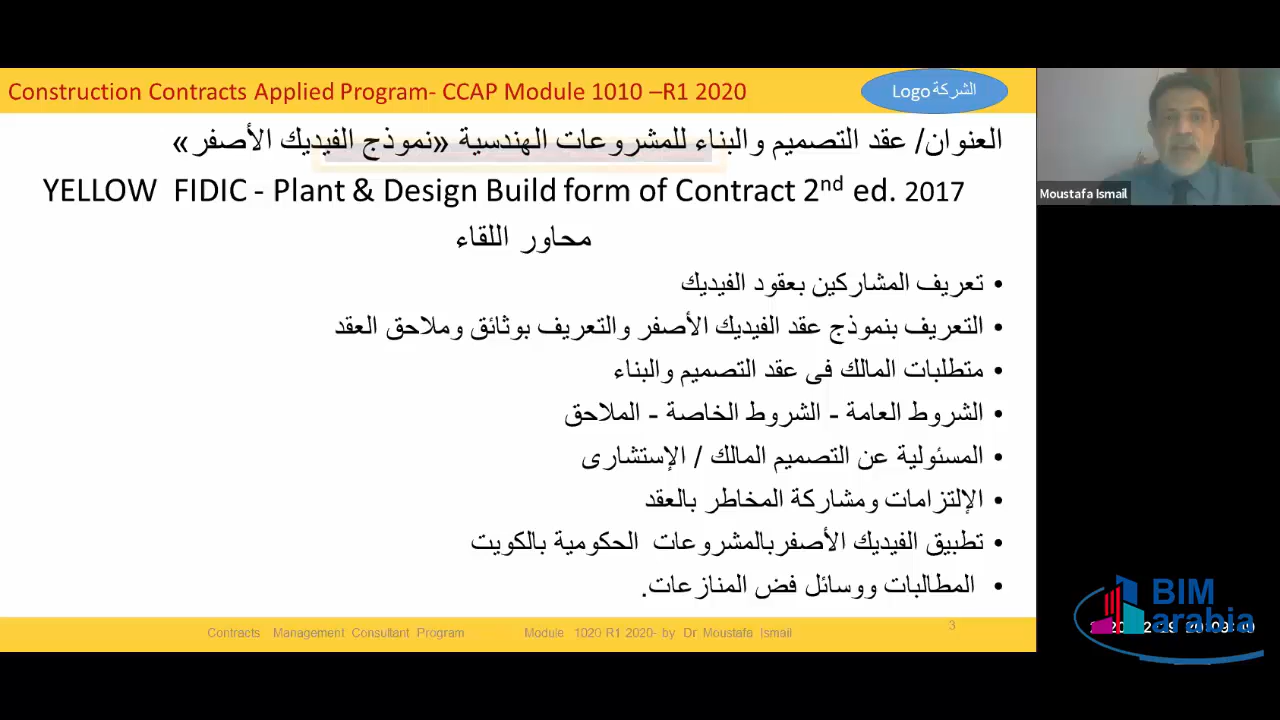 Construction Contracts Applied Program- CCAP Module 1010 –R1 2020
Logo الشركة
العنوان/ عقد التصميم والبناء للمشروعات الهندسية «نموذج الفيديك الأصفر»
YELLOW FIDIC - Plant & Design Build form of Contract 2nd ed. 2017
محاور اللقاء
• تعريف المشاركين بعقود الفيديك
• التعريف بنموذج عقد الفيديك الأصفر والتعريف بوثائق وملاحق العقد
• متطلبات المالك فى عقد التصميم والبناء
• الشروط العامة - الشروط الخاصة - الملاحق
• المسئولية عن التصميم المالك / الإستشارى
• الإلتزامات ومشاركة المخاطر بالعقد
• تطبيق الفيديك الأصفربالمشروعات الحكومية بالكويت
• المطالبات ووسائل فض المنازعات.
Contracts Management Consultant Program Module 1020 R1 2020- by Dr Moustafa Ismail 3
Moustafa Ismail
BIM
arabia